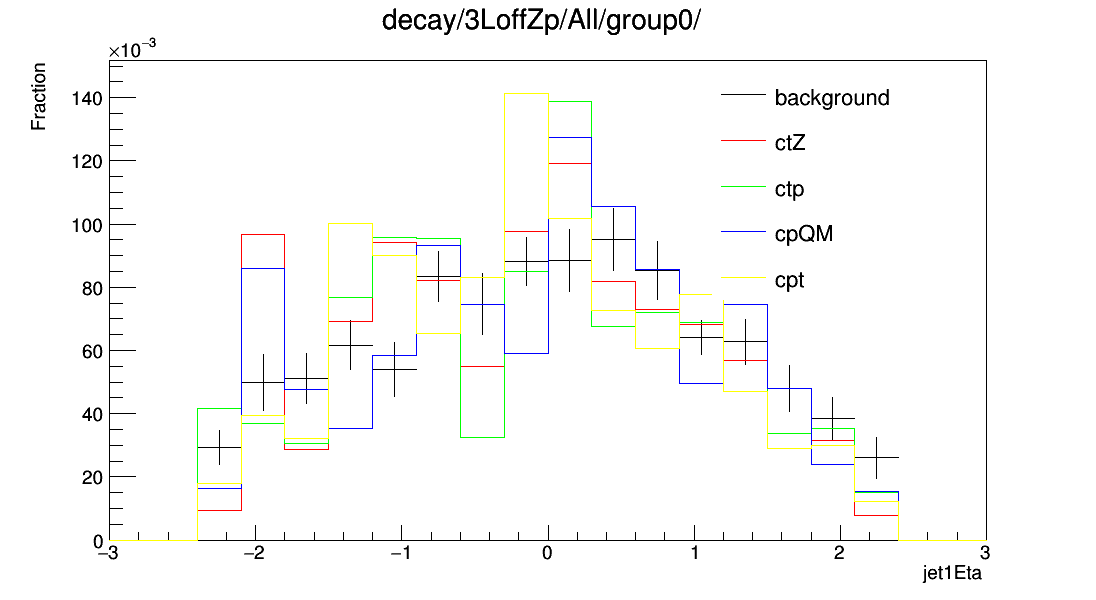 decay/3LoffZp/All/group0/
×10⁻³
Fraction
140
120
100
80
60
40
20
0
background
ctZ
ctp
cpQM
cpt
−3
−2
−1
0
1
2
3
jet1Eta